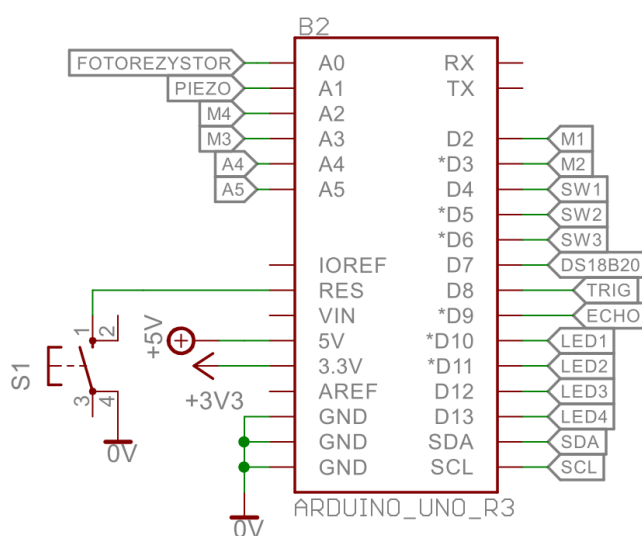 B2
FOTOREZYSTOR A0 RX
PIEZO A1 TX
M4 A2
M3 A3 D2 M1
A4 A4 *D3 M2
A5 A5 D4 SW1
*D5 SW2
*D6 SW3
IOREF D7 DS18B20
RES D8 TRIG
VIN *D9 ECHO
+5V 5V *D10 LED1
3.3V *D11 LED2
+3V3 AREF D12 LED3
GND D13 LED4
GND SDA SDA
GND SCL SCL
S1
1 2
3 4
0V
0V
ARDUINO_UNO_R3